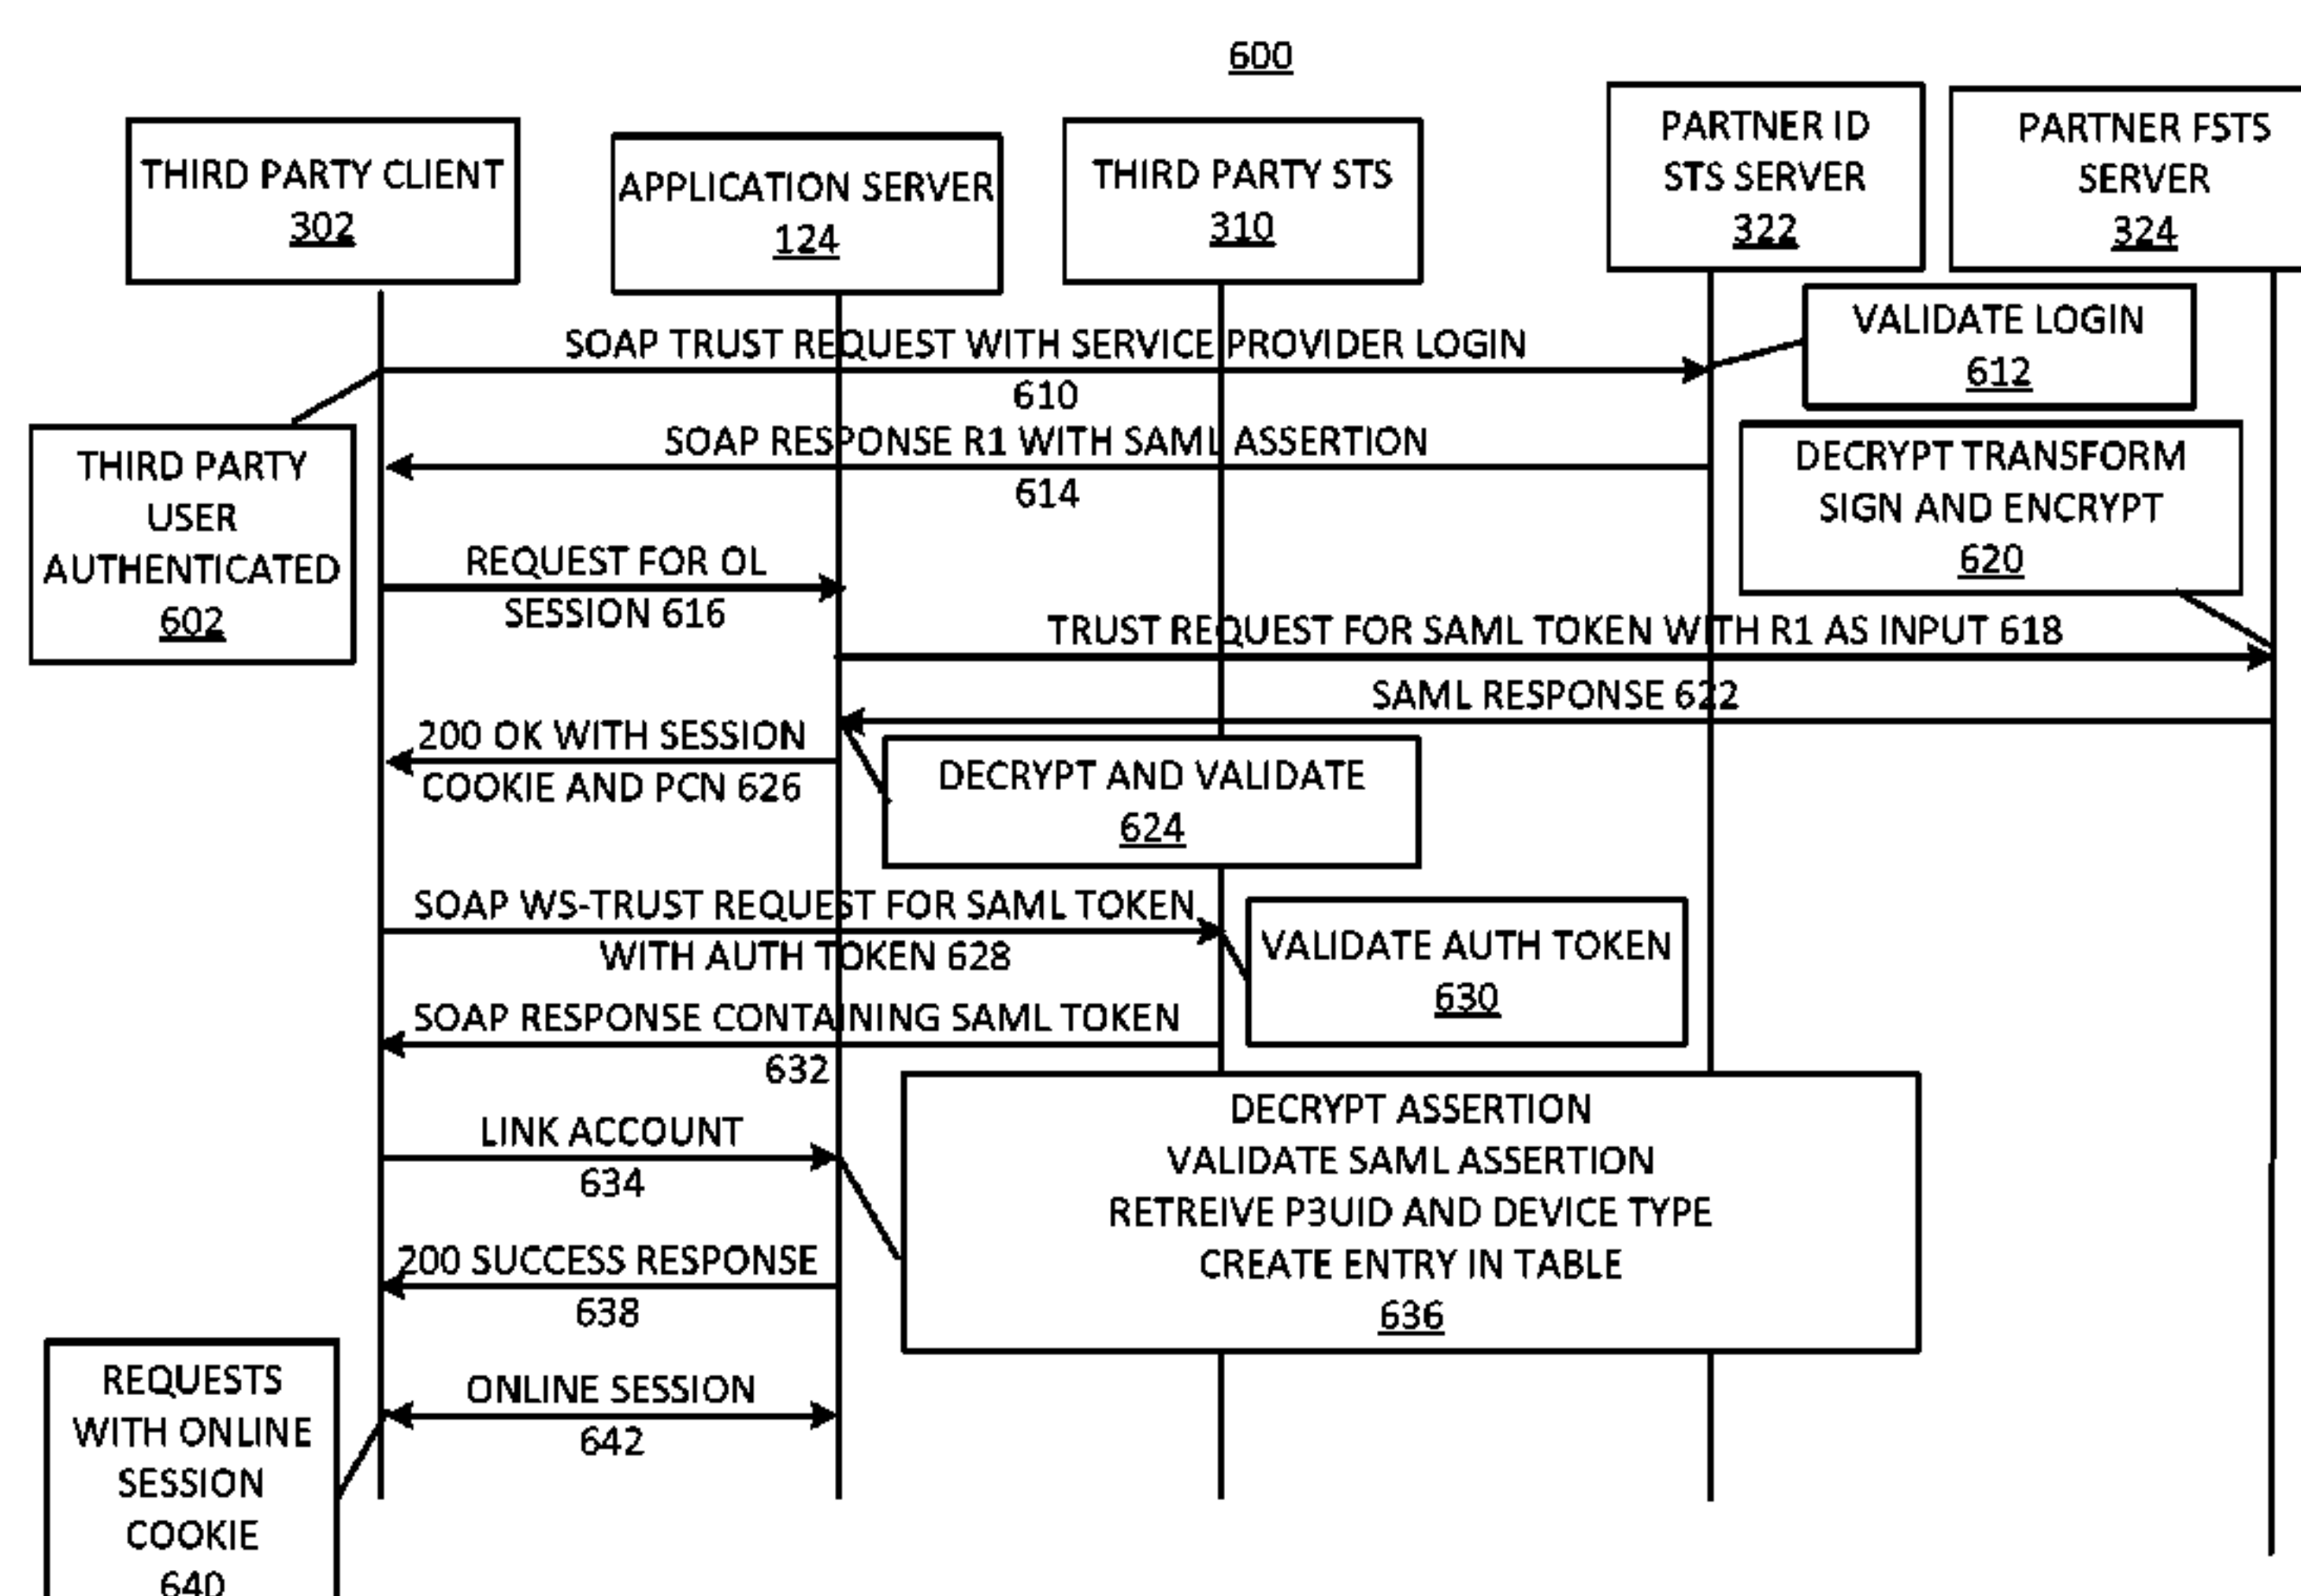 600
THIRD PARTY CLIENT
302
APPLICATION SERVER
124
THIRD PARTY STS
310
PARTNER ID
STS SERVER
322
PARTNER FSTS
SERVER
324
SOAP TRUST REQUEST WITH SERVICE PROVIDER LOGIN
610
VALIDATE LOGIN
612
THIRD PARTY
USER
AUTHENTICATED
602
SOAP RESPONSE R1 WITH SAML ASSERTION
614
DECRYPT TRANSFORM
SIGN AND ENCRYPT
620
REQUEST FOR OL
SESSION 616
TRUST REQUEST FOR SAML TOKEN WITH R1 AS INPUT 618
SAML RESPONSE 622
200 OK WITH SESSION
COOKIE AND PCN 626
DECRYPT AND VALIDATE
624
SOAP WS-TRUST REQUEST FOR SAML TOKEN
WITH AUTH TOKEN 628
VALIDATE AUTH TOKEN
630
SOAP RESPONSE CONTAINING SAML TOKEN
632
LINK ACCOUNT
634
DECRYPT ASSERTION
VALIDATE SAML ASSERTION
RETREIVE P3UID AND DEVICE TYPE
CREATE ENTRY IN TABLE
636
200 SUCCESS RESPONSE
638
REQUESTS
WITH ONLINE
SESSION
COOKIE
640
ONLINE SESSION
642